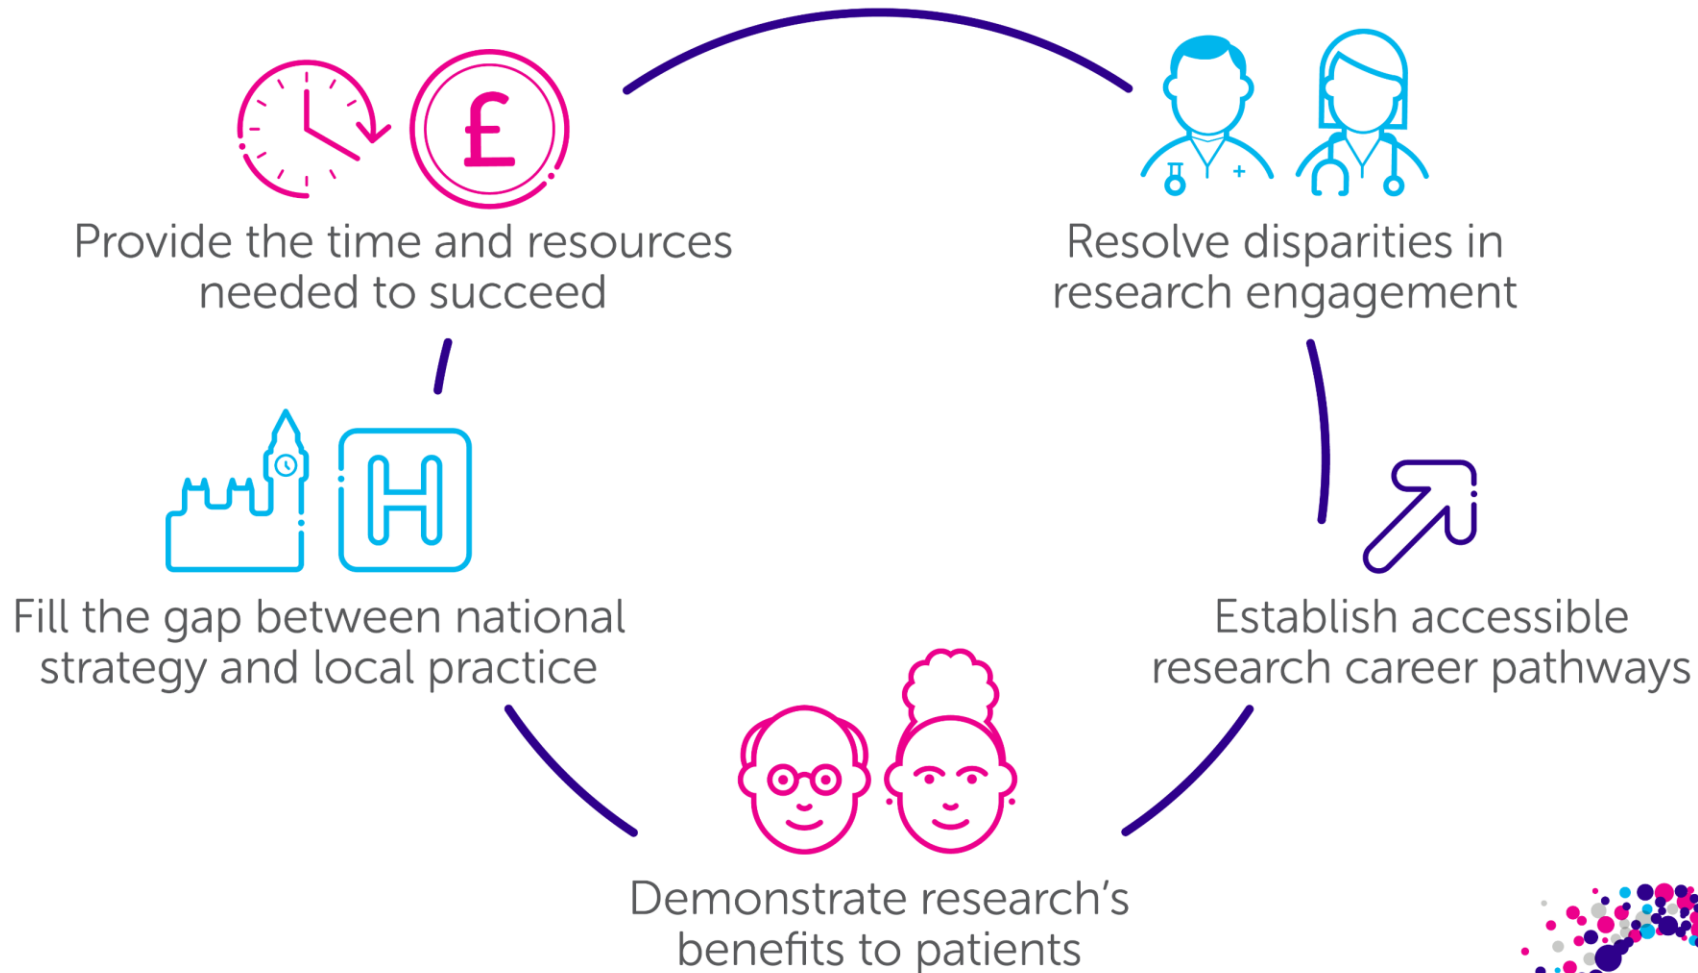 £
Provide the time and resources
needed to succeed
Resolve disparities in
research engagement
H
Fill the gap between national
strategy and local practice
Establish accessible
research career pathways
Demonstrate research’s
benefits to patients